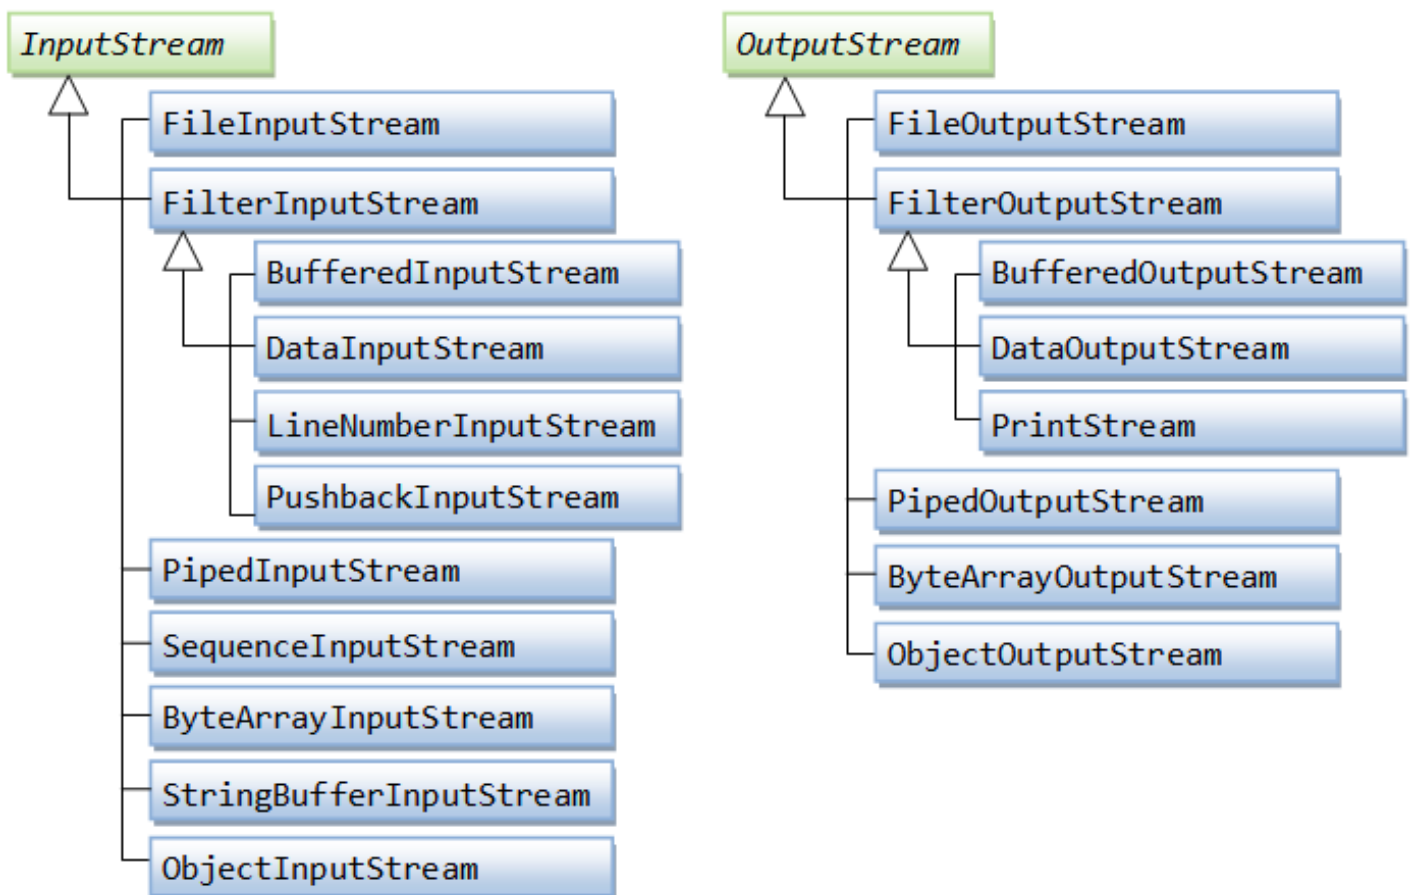 InputStream
FileInputStream
FilterInputStream
BufferedInputStream
DataInputStream
LineNumberInputStream
PushbackInputStream
PipedInputStream
SequenceInputStream
ByteArrayInputStream
StringBufferInputStream
ObjectInputStream
OutputStream
FileOutputStream
FilterOutputStream
BufferedOutputStream
DataOutputStream
PrintStream
PipedOutputStream
ByteArrayOutputStream
ObjectOutputStream